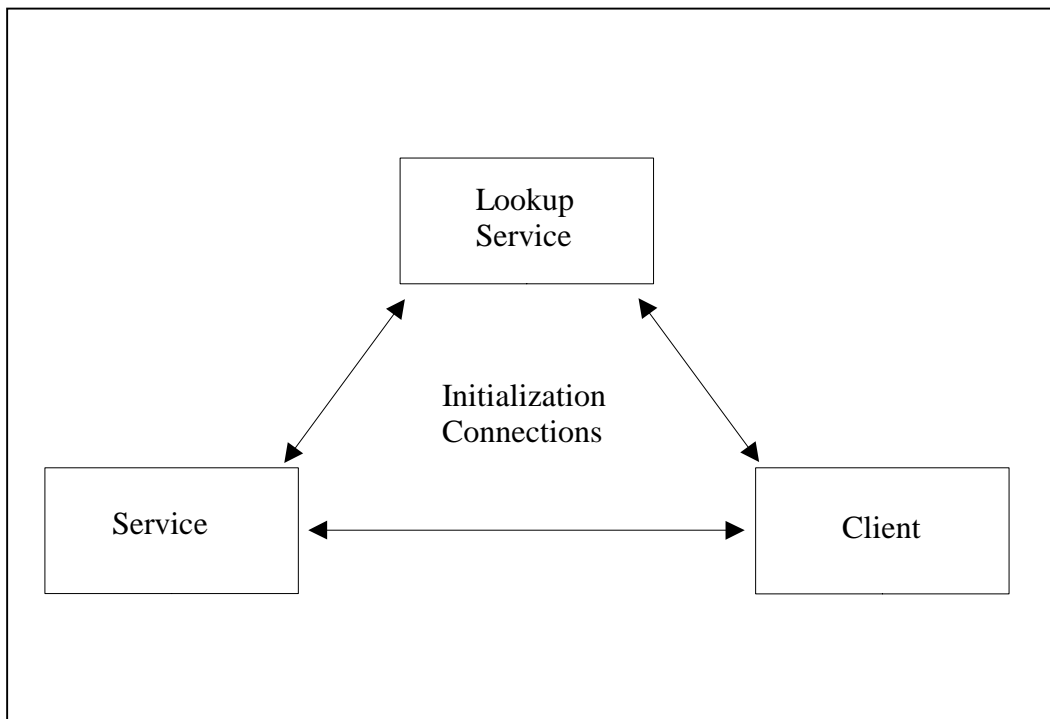 Lookup
Service
Initialization
Connections
Service
Client